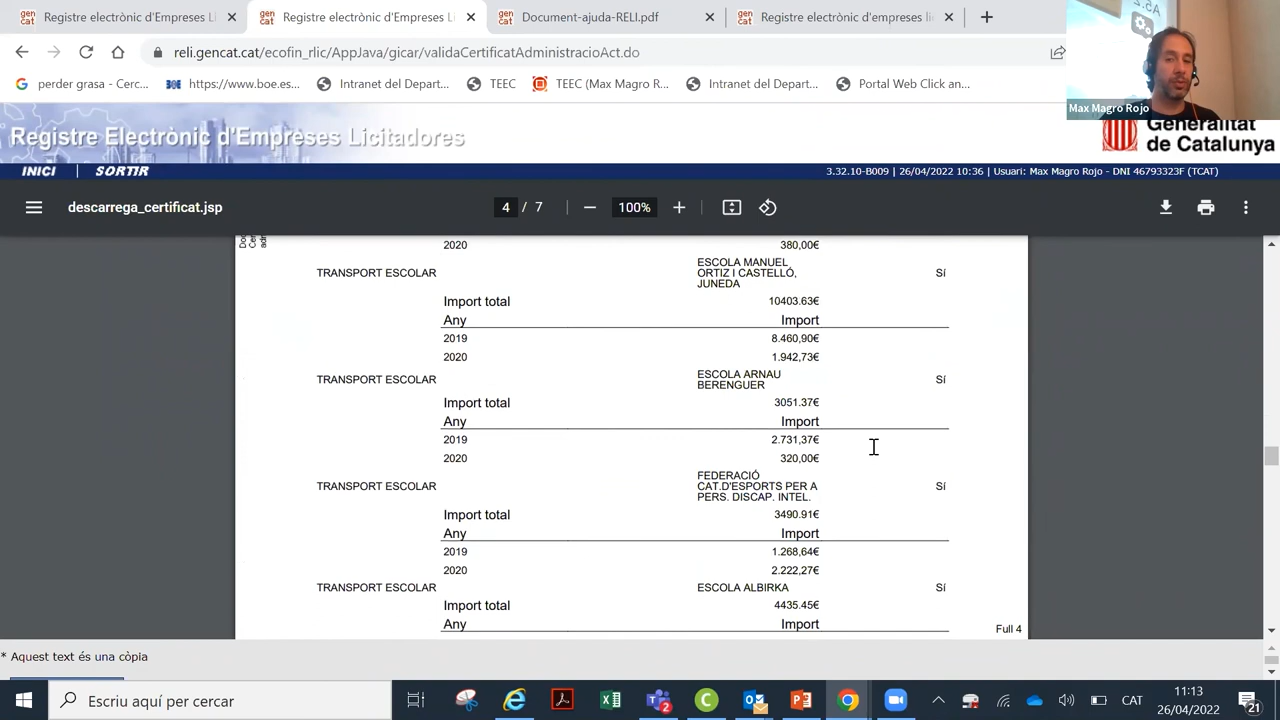 Registre electrònic d'Empreses Li
Registre electrònic d'Empreses Li
Document-ajuda-RELI.pdf
Registre electrònic d'empreses li
reli.gencat.cat/ecofin_rlic/AppJava/gicar/validaCertificatAdministracioAct.do
perder grasa - Cerc...
https://www.boe.es...
Intranet del Depart...
TEEC
TEEC (Max Magro R...
Intranet del Depart...
Portal Web Click an...
Max Magro Rojo
Registre Electrònic d'Empreses Licitadores
Generalitat
de Catalunya
INICI | SORTIR
3.32.10-B009 | 26/04/2022 10:36 | Usuari: Max Magro Rojo - DNI 46793323F (TCAT)
descarrega_certificat.jsp
4 / 7
100%
2020 380,00€
TRANSPORT ESCOLAR
ESCOLA MANUEL
ORTIZ I CASTELLÓ,
JUNEDA
Sí
Import total 10403.63€
Any Import
2019 8.460,90€
2020 1.942,73€
TRANSPORT ESCOLAR
ESCOLA ARNAU
BERENGUER
Sí
Import total 3051.37€
Any Import
2019 2.731,37€
2020 320,00€
TRANSPORT ESCOLAR
FEDERACIÓ
CAT.D'ESPORTS PER A
PERS. DISCAP. INTEL.
Sí
Import total 3490.91€
Any Import
2019 1.268,64€
2020 2.222,27€
TRANSPORT ESCOLAR ESCOLA ALBIRKA Sí
Import total 4435.45€
Any Import
Full 4
* Aquest text és una còpia
Escriu aquí per cercar
CAT
11:13
26/04/2022
21